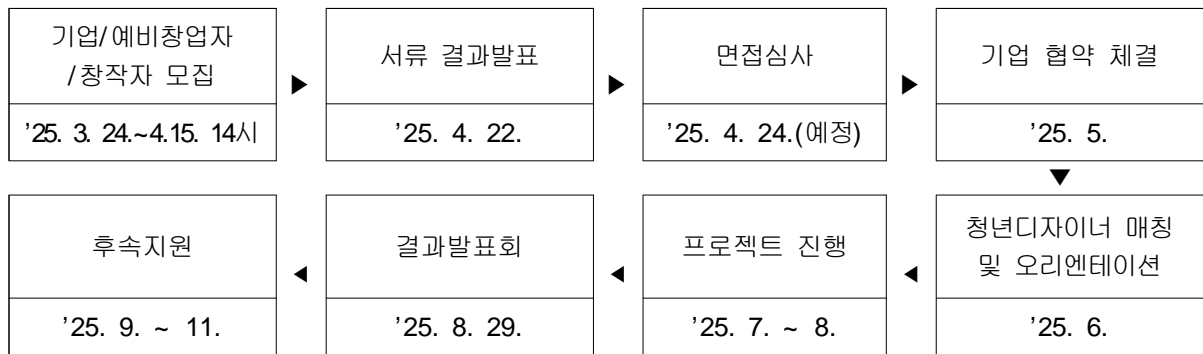 기업/예비창업자
/창작자 모집
'25. 3. 24.~4.15. 14시
▶
서류 결과발표
'25. 4. 22.
▶
면접심사
'25. 4. 24.(예정)
▶
기업 협약 체결
'25. 5.
▼
청년디자이너 매칭
및 오리엔테이션
'25. 6.
◀
프로젝트 진행
'25. 7. ~ 8.
◀
결과발표회
'25. 8. 29.
◀
후속지원
'25. 9. ~ 11.